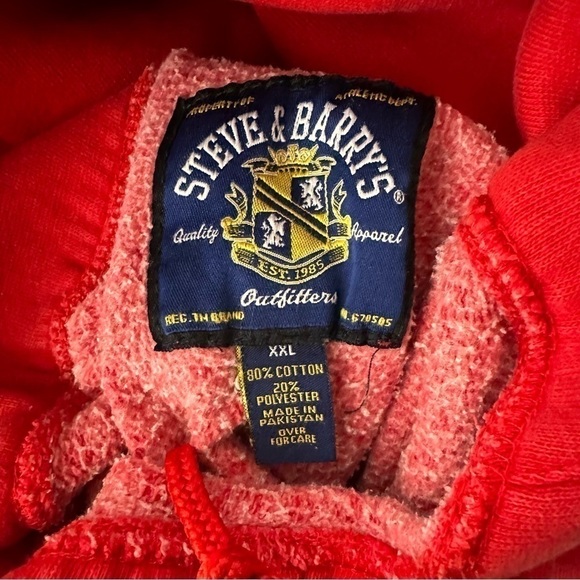 PROPERTY OF ATHLETIC DEPT.
STEVE & BARRY'S®
Quality Apparel
EST. 1985
Outfitters
REG. TM BRAND 670505
XXL
80% COTTON
20%
POLYESTER
MADE IN
PAKISTAN
OVER
FOR CARE